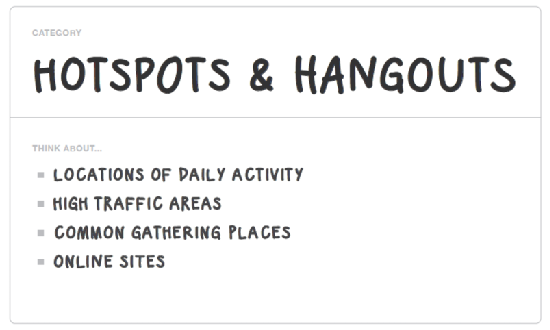 CATEGORY
HOTSPOTS & HANGOUTS
THINK ABOUT...
LOCATIONS OF DAILY ACTIVITY
HIGH TRAFFIC AREAS
COMMON GATHERING PLACES
ONLINE SITES